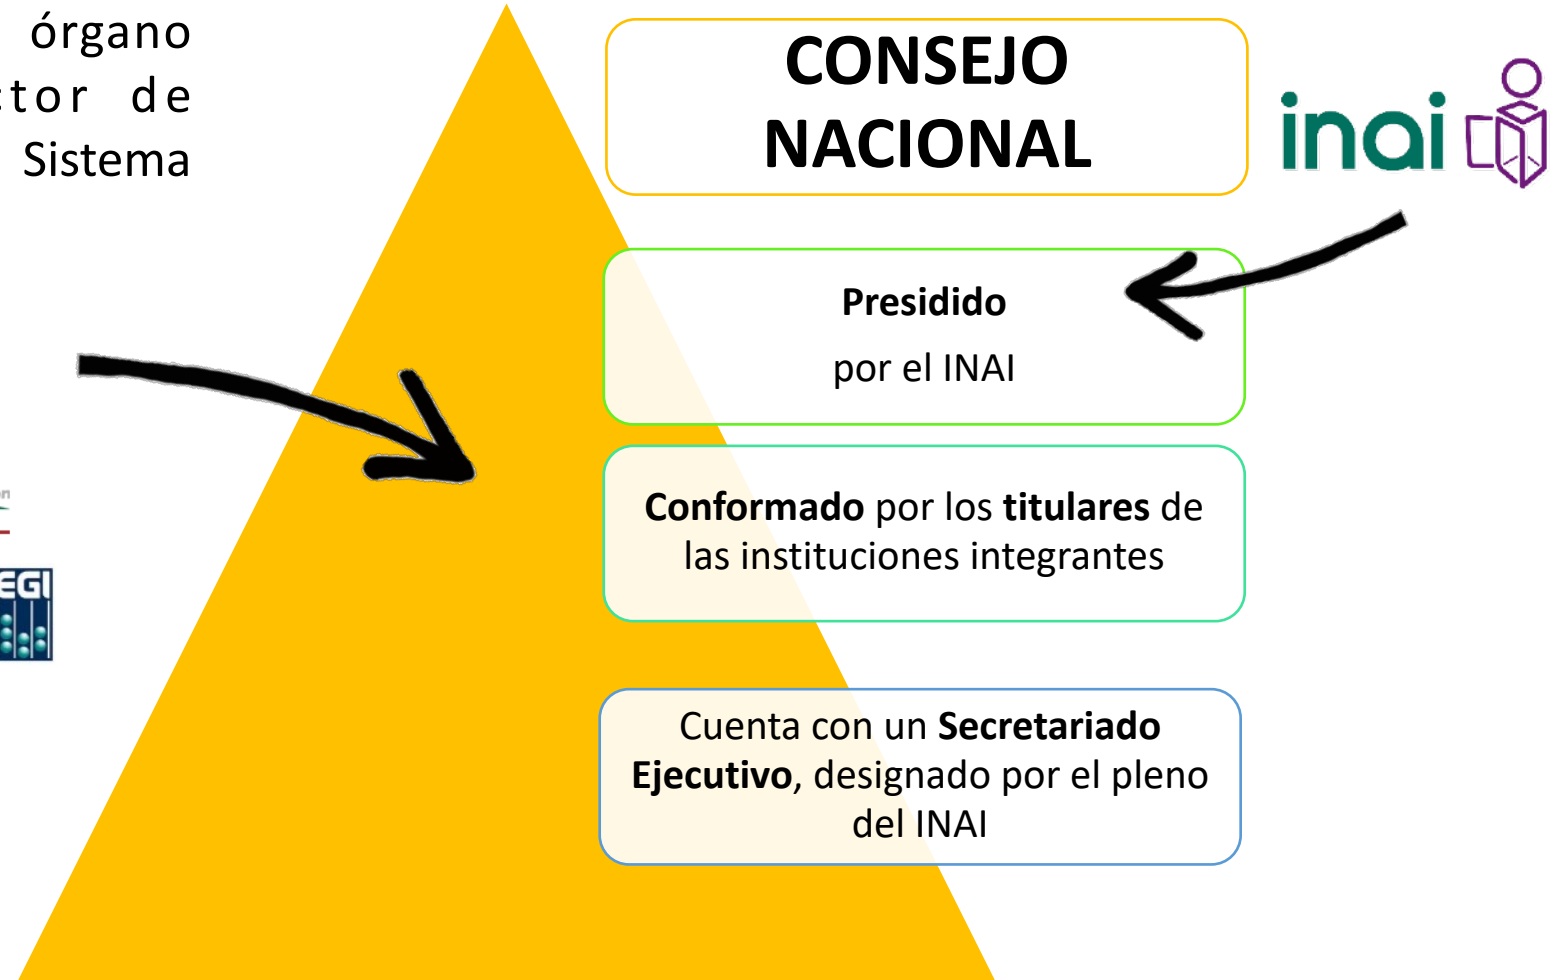 órgano
de
Sistema
CONSEJO
NACIONAL
inai
Presidido
por el INAI
Conformado por los titulares de
las instituciones integrantes
Cuenta con un Secretariado
Ejecutivo, designado por el pleno
del INAI